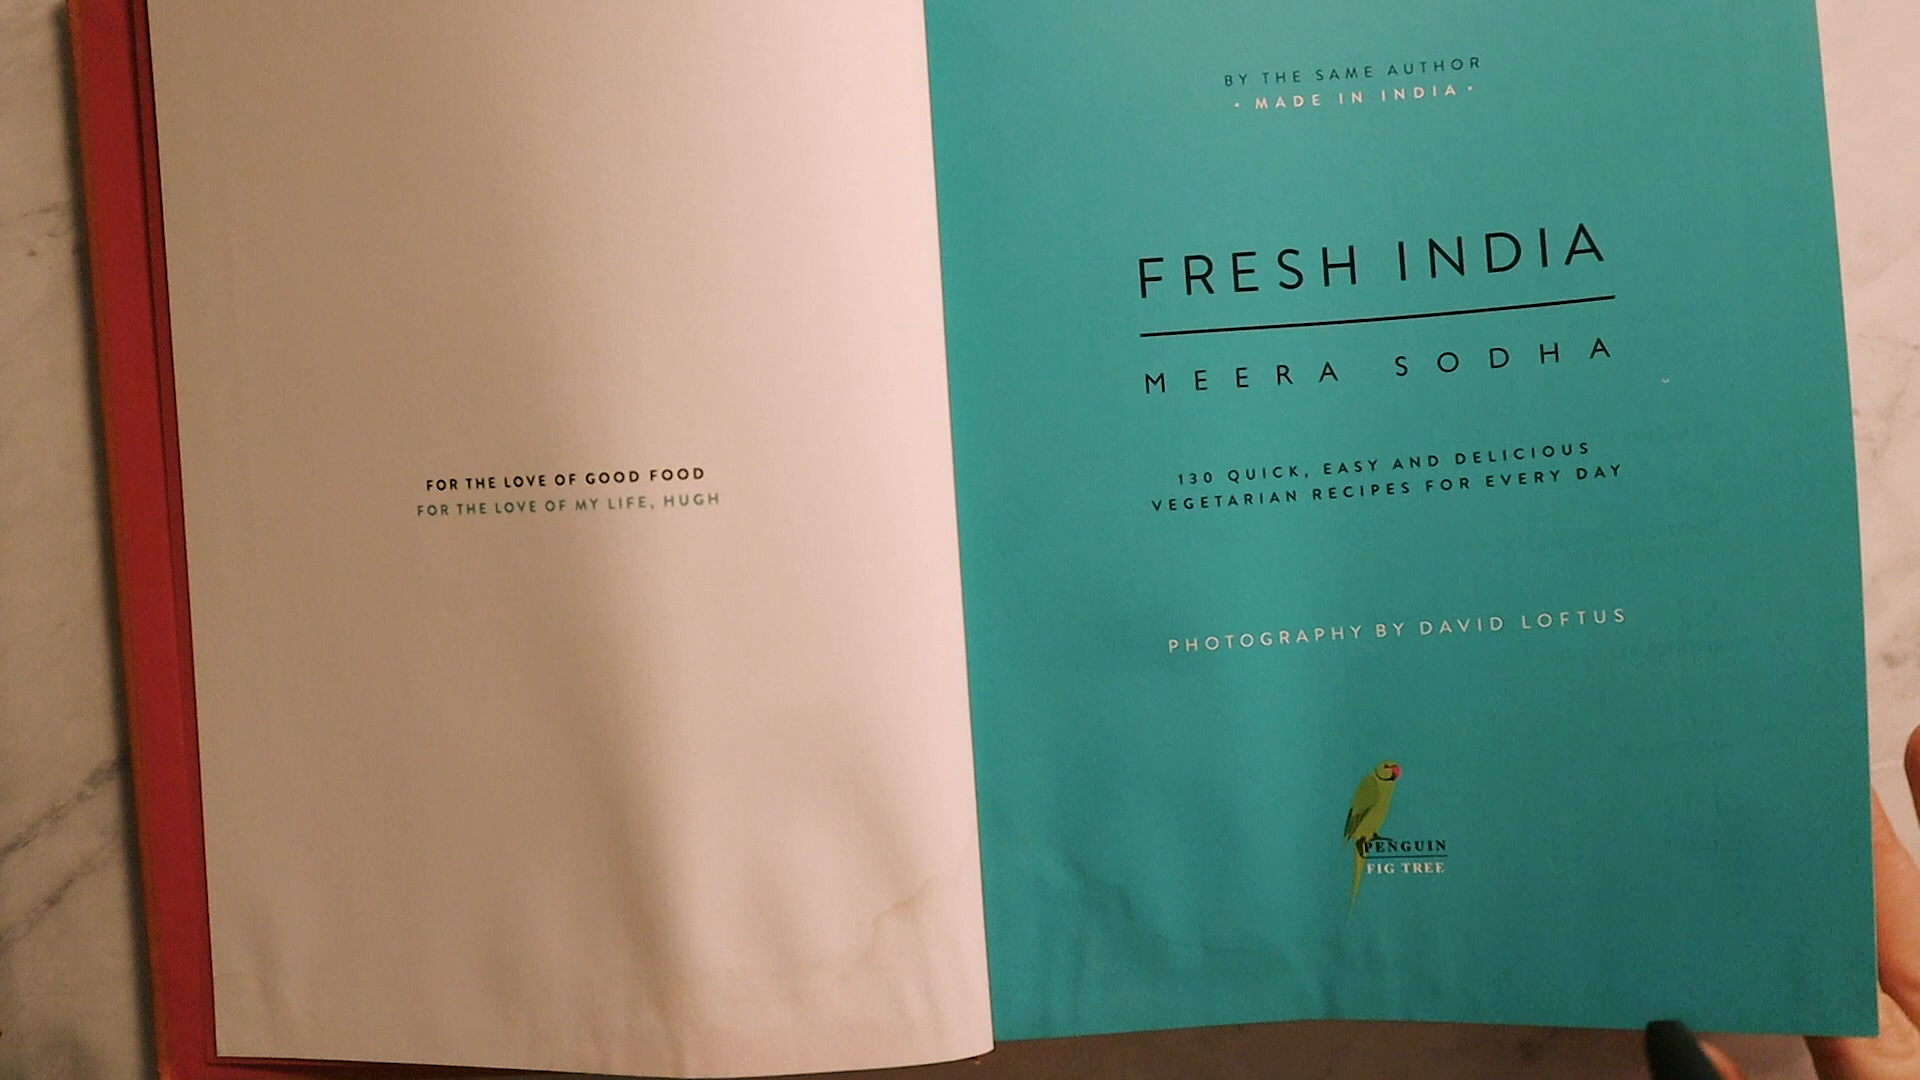 FOR THE LOVE OF GOOD FOOD
FOR THE LOVE OF MY LIFE, HUGH
BY THE SAME AUTHOR
• MADE IN INDIA •
FRESH INDIA
MEERA SODHA
130 QUICK, EASY AND DELICIOUS
VEGETARIAN RECIPES FOR EVERY DAY
PHOTOGRAPHY BY DAVID LOFTUS
PENGUIN
FIG TREE